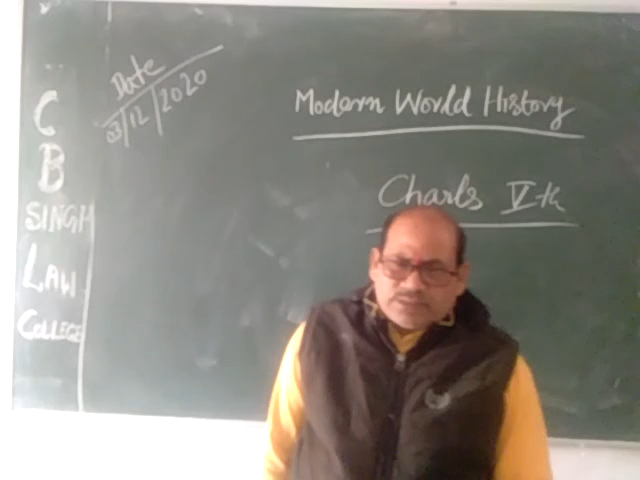 Date
03/12/2020
Modern World History
Charls Vth
C
B
SINGH
LAW
COLLEGE